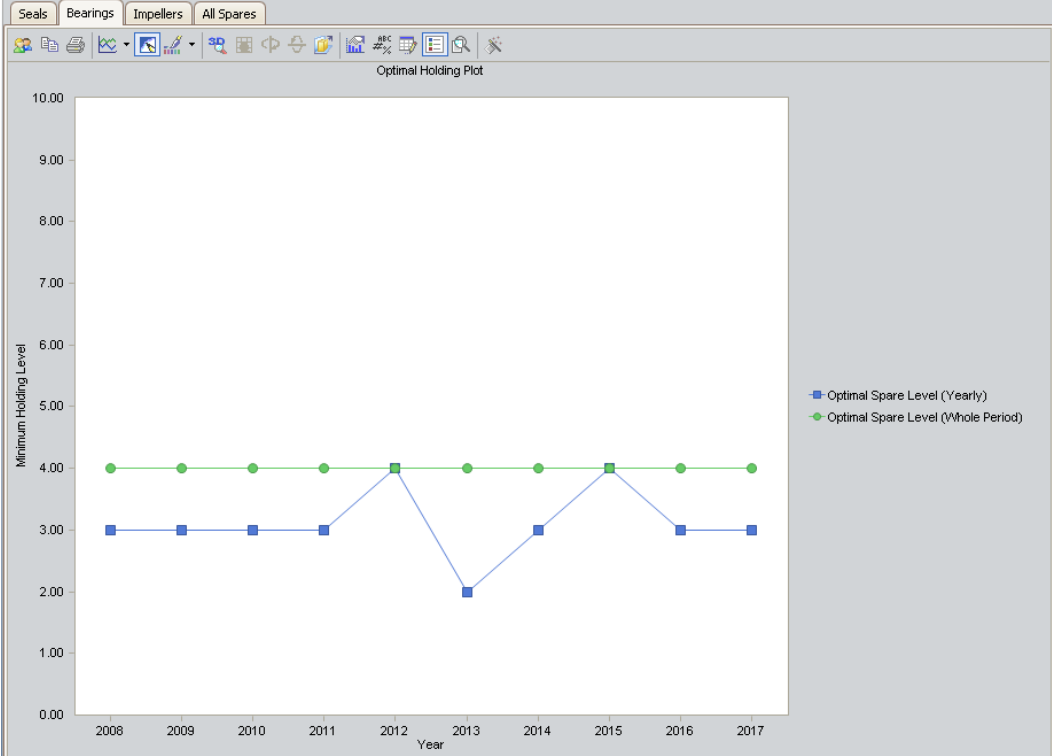 Seals Bearings Impellers All Spares
3D ABC #%
Optimal Holding Plot
10.00
9.00
8.00
7.00
6.00
5.00
4.00
3.00
2.00
1.00
0.00
Minimum Holding Level
2008 2009 2010 2011 2012 2013 2014 2015 2016 2017
Year
Optimal Spare Level (Yearly)
Optimal Spare Level (Whole Period)